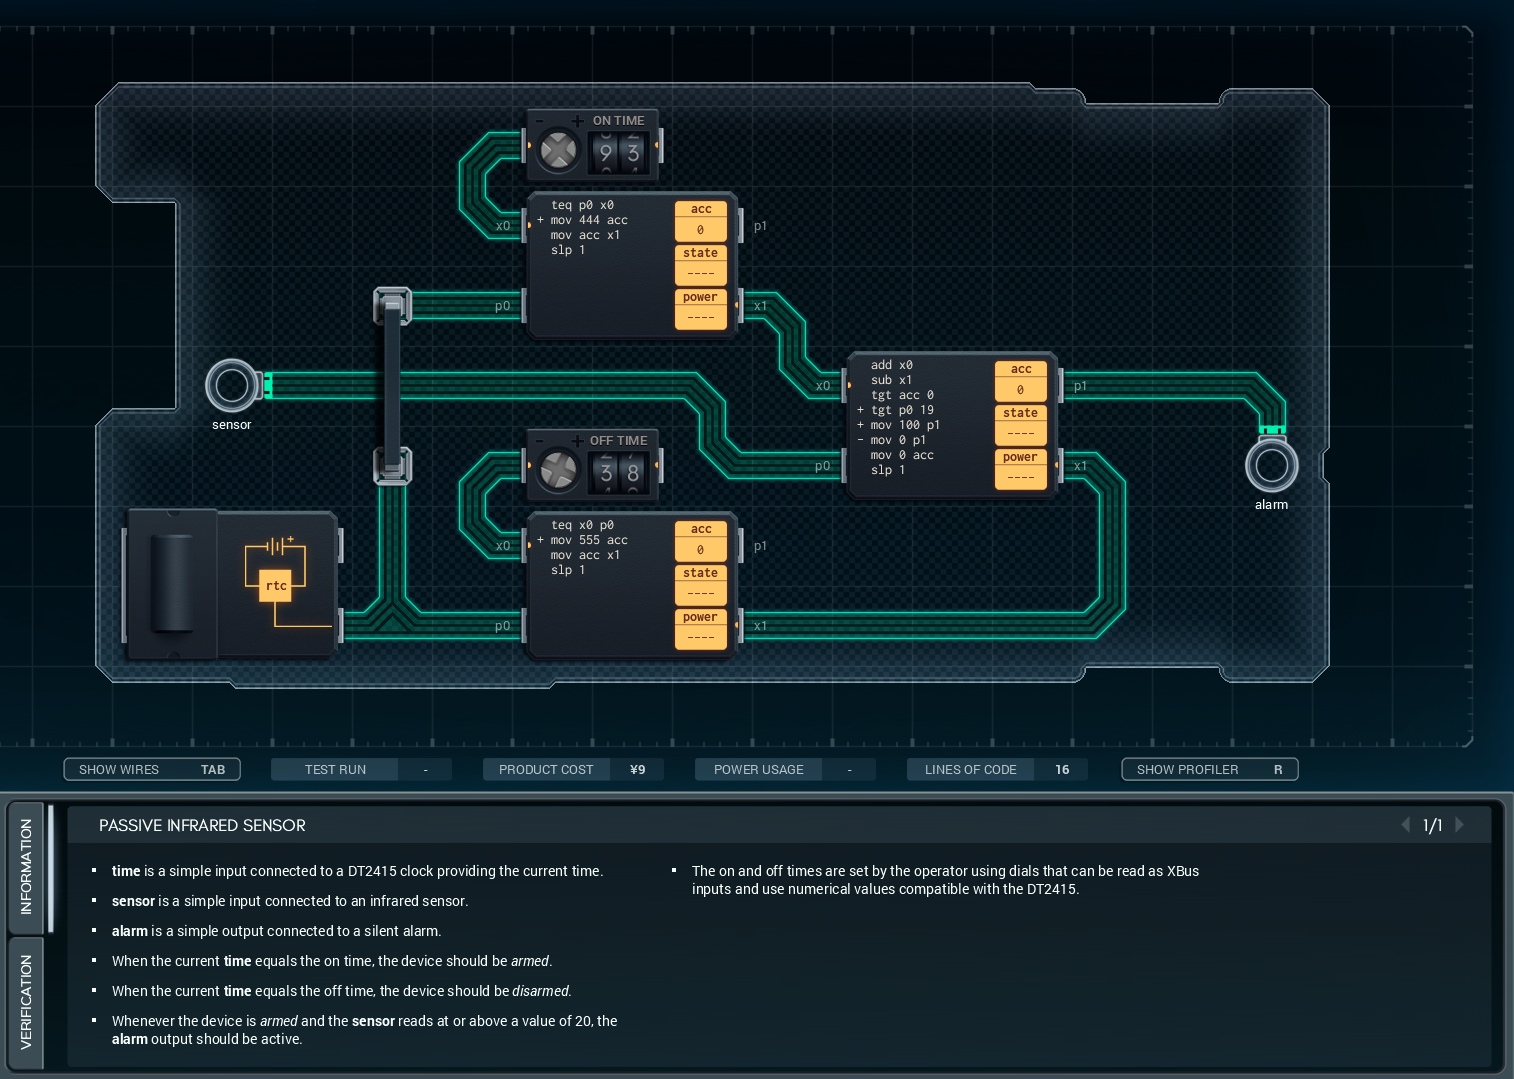 ON TIME
9 3
teq p0 x0
+ mov 444 acc
mov acc x1
slp 1
acc
0
state
----
power
----
x0
p1
p0
x1
sensor
OFF TIME
3 8
teq x0 p0
+ mov 555 acc
mov acc x1
slp 1
acc
0
state
----
power
----
x0
p1
p0
x1
rtc
add x0
sub x1
tgt acc 0
+ tgt p0 19
+ mov 100 p1
- mov 0 p1
mov 0 acc
slp 1
acc
0
state
----
power
----
x0
p1
p0
x1
alarm
SHOW WIRES TAB
TEST RUN -
PRODUCT COST ¥9
POWER USAGE -
LINES OF CODE 16
SHOW PROFILER R
INFORMATION
VERIFICATION
PASSIVE INFRARED SENSOR
1/1
time is a simple input connected to a DT2415 clock providing the current time.
sensor is a simple input connected to an infrared sensor.
alarm is a simple output connected to a silent alarm.
When the current time equals the on time, the device should be armed.
When the current time equals the off time, the device should be disarmed.
Whenever the device is armed and the sensor reads at or above a value of 20, the
alarm output should be active.
The on and off times are set by the operator using dials that can be read as XBus
inputs and use numerical values compatible with the DT2415.